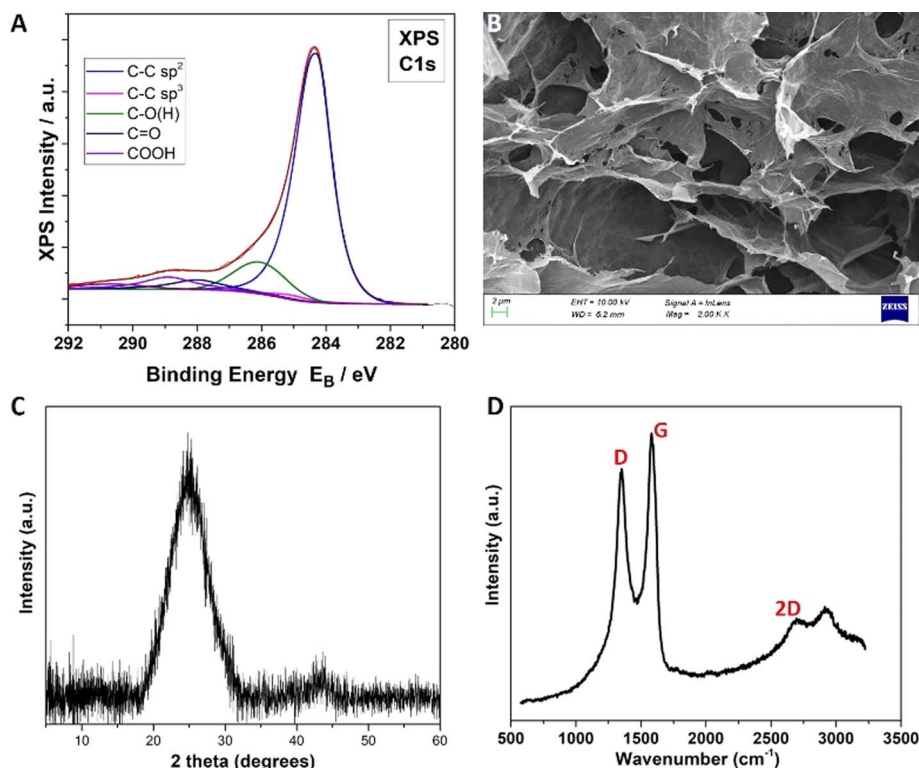 A
XPS
C1s
C-C sp²
C-C sp³
C-O(H)
C=O
COOH
XPS Intensity / a.u.
292 290 288 286 284 282 280
Binding Energy E_B / eV
B
2 µm
EHT = 10.00 kV
WD = 6.2 mm
Signal A = InLens
Mag = 2.00 K X
ZEISS
C
Intensity (a.u.)
10 20 30 40 50 60
2 theta (degrees)
D
D
G
2D
Intensity (a.u.)
500 1000 1500 2000 2500 3000 3500
Wavenumber (cm⁻¹)